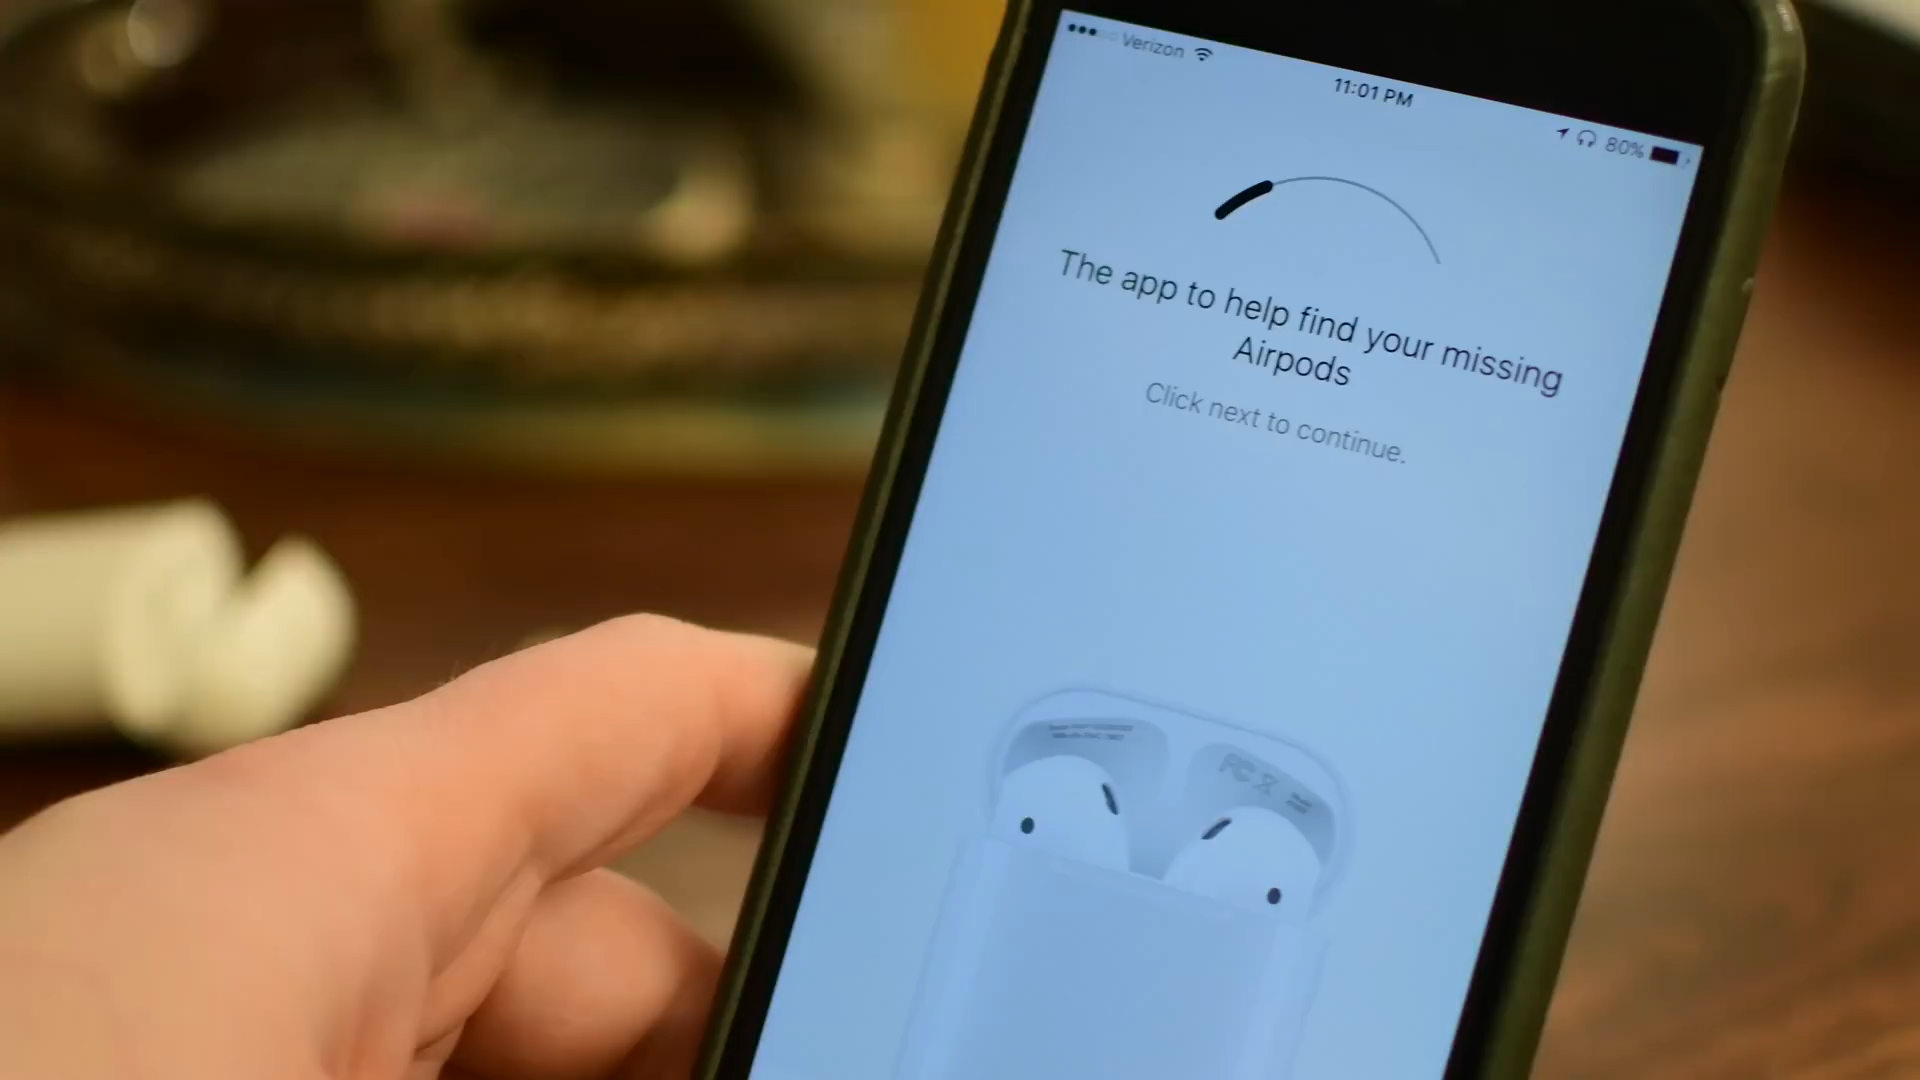 Verizon
11:01 PM
80%
The app to help find your missing
Airpods
Click next to continue.